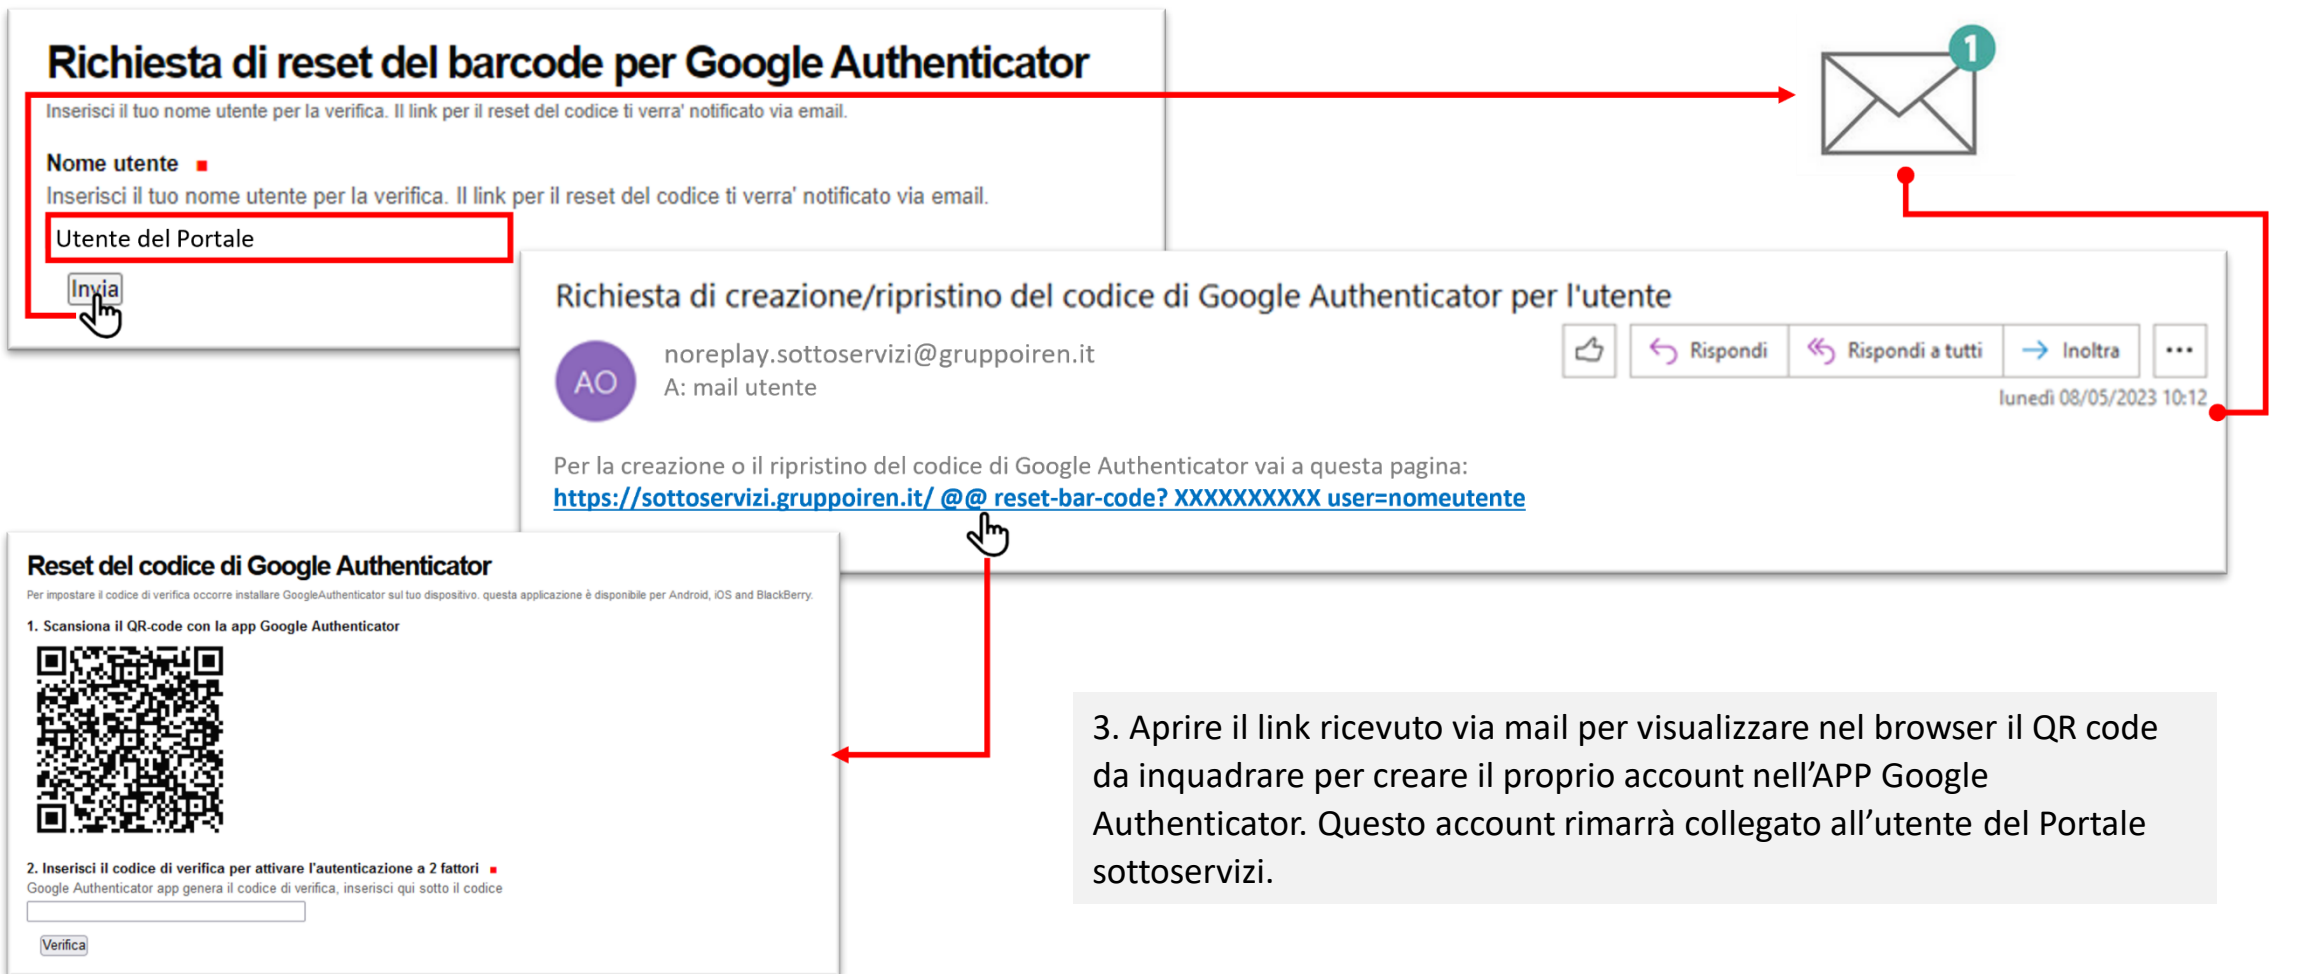 Richiesta di reset del barcode per Google Authenticator
Inserisci il tuo nome utente per la verifica. Il link per il reset del codice ti verra' notificato via email.
Nome utente
Inserisci il tuo nome utente per la verifica. Il link per il reset del codice ti verra' notificato via email.
Utente del Portale
Invia
1
Richiesta di creazione/ripristino del codice di Google Authenticator per l'utente
AO
noreplay.sottoservizi@gruppoiren.it
A: mail utente
Rispondi
Rispondi a tutti
Inoltra
lunedì 08/05/2023 10:12
Per la creazione o il ripristino del codice di Google Authenticator vai a questa pagina:
https://sottoservizi.gruppoiren.it/ @@ reset-bar-code? XXXXXXXXXX user=nomeutente
Reset del codice di Google Authenticator
Per impostare il codice di verifica occorre installare GoogleAuthenticator sul tuo dispositivo. questa applicazione è disponibile per Android, iOS and BlackBerry.
1. Scansiona il QR-code con la app Google Authenticator
2. Inserisci il codice di verifica per attivare l'autenticazione a 2 fattori
Google Authenticator app genera il codice di verifica, inserisci qui sotto il codice
Verifica
3. Aprire il link ricevuto via mail per visualizzare nel browser il QR code
da inquadrare per creare il proprio account nell’APP Google
Authenticator. Questo account rimarrà collegato all’utente del Portale
sottoservizi.